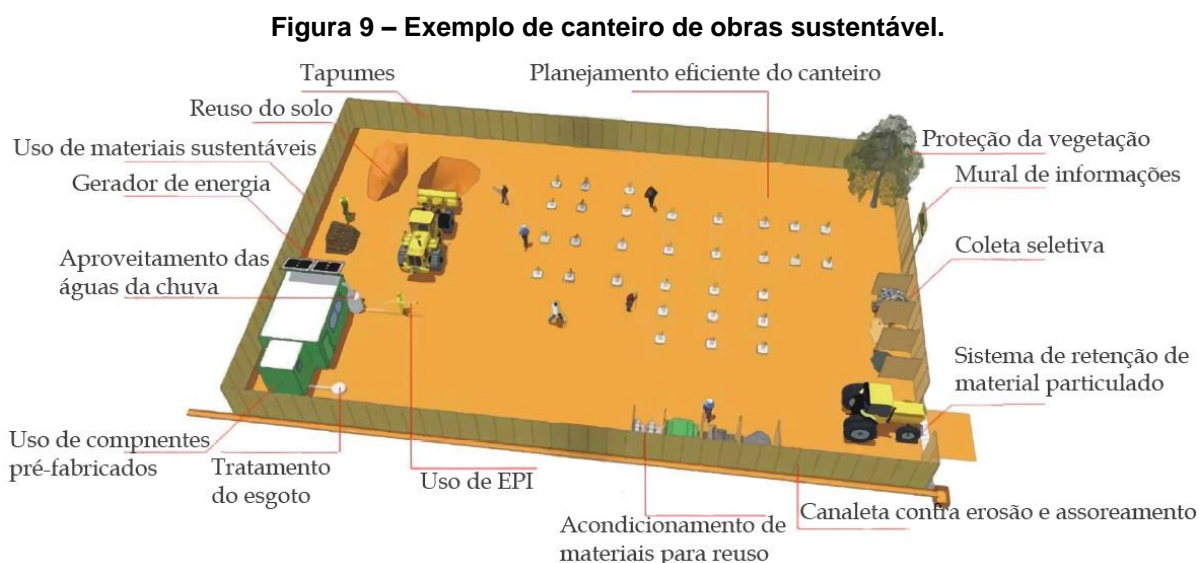 Figura 9 – Exemplo de canteiro de obras sustentável.
Tapumes
Planejamento eficiente do canteiro
Reuso do solo
Uso de materiais sustentáveis
Gerador de energia
Aproveitamento das
águas da chuva
Proteção da vegetação
Mural de informações
Coleta seletiva
Sistema de retenção de
material particulado
Uso de compnentes
pré-fabricados
Tratamento
do esgoto
Uso de EPI
Acondicionamento de
materiais para reuso
Canaleta contra erosão e assoreamento